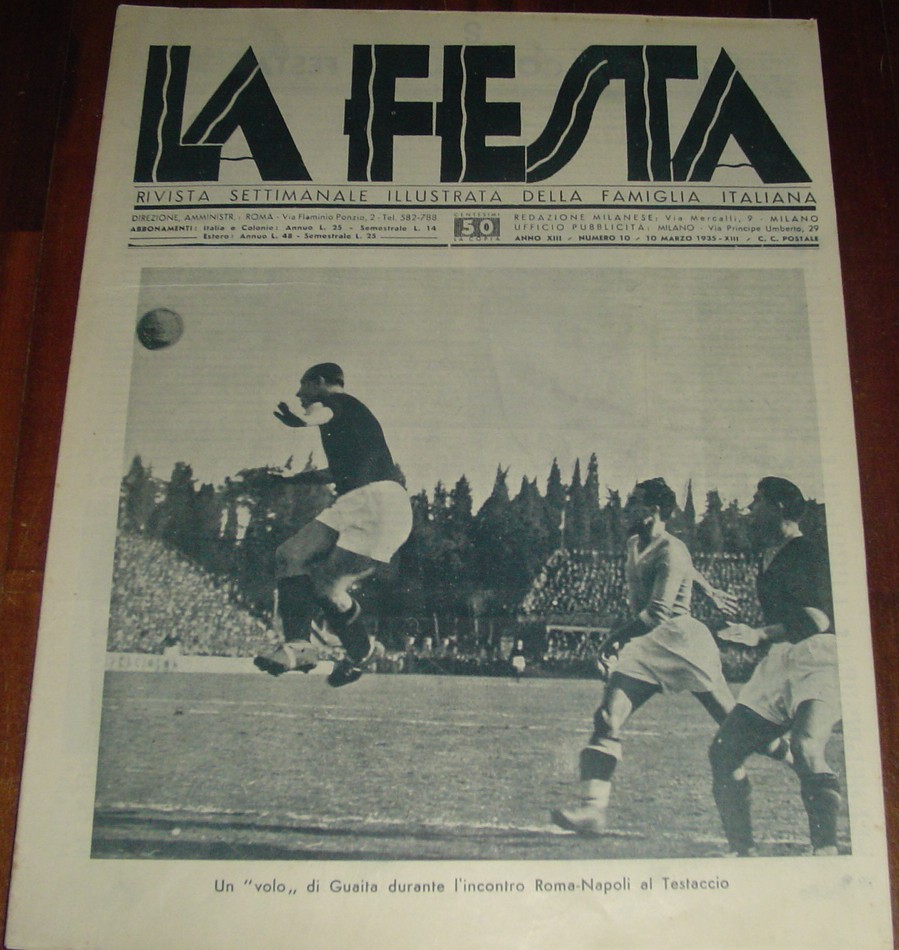 LA FESTA
RIVISTA SETTIMANALE ILLUSTRATA DELLA FAMIGLIA ITALIANA
DIREZIONE, AMMINISTR.: ROMA - Via Flaminio Ponzio, 2 - Tel. 582-788
ABBONAMENTI: Italia e Colonie: Annuo L. 25 - Semestrale L. 14
Estero: Annuo L. 48 - Semestrale L. 25
CENTESIMI
50
LA COPIA
REDAZIONE MILANESE: Via Mercalli, 9 - MILANO
UFFICIO PUBBLICITÀ: MILANO - Via Principe Umberto, 29
ANNO XIII - NUMERO 10 - 10 MARZO 1935-XIII - C. C. POSTALE
Un "volo„ di Guaita durante l'incontro Roma-Napoli al Testaccio